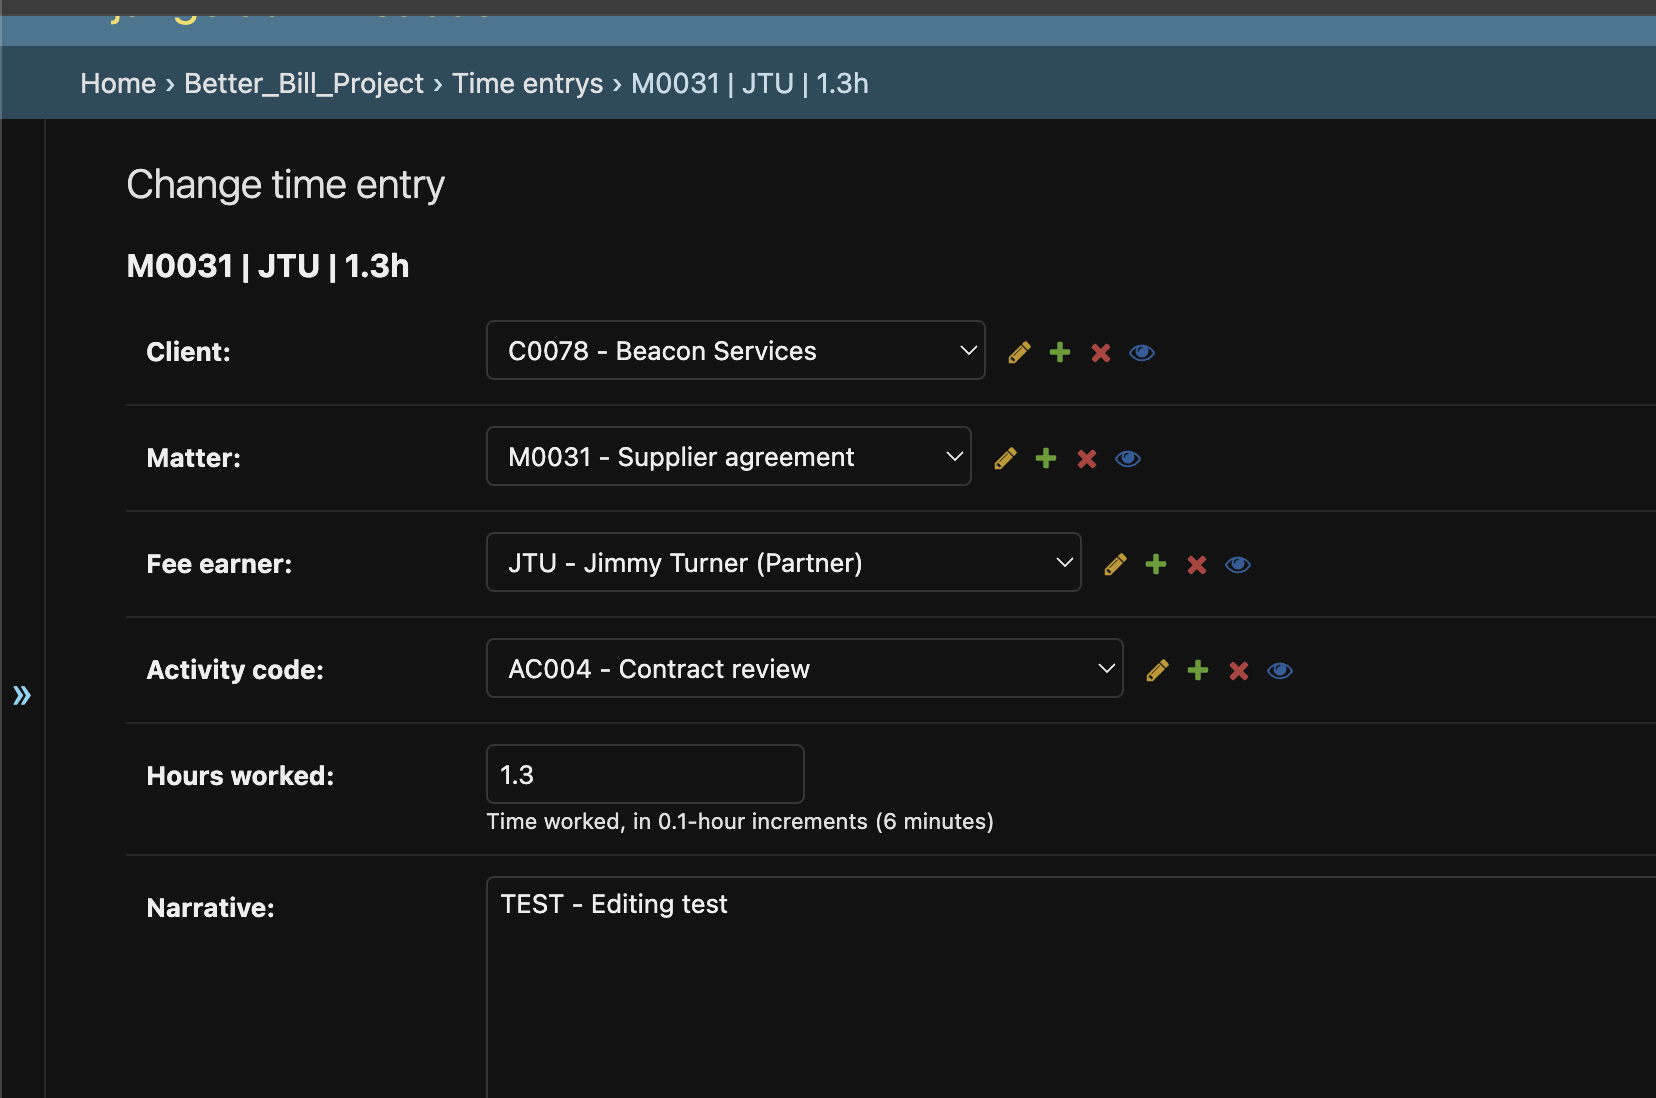 Home › Better_Bill_Project › Time entrys › M0031 | JTU | 1.3h
Change time entry
M0031 | JTU | 1.3h
Client: C0078 - Beacon Services
Matter: M0031 - Supplier agreement
Fee earner: JTU - Jimmy Turner (Partner)
Activity code: AC004 - Contract review
»
Hours worked: 1.3
Time worked, in 0.1-hour increments (6 minutes)
Narrative: TEST - Editing test